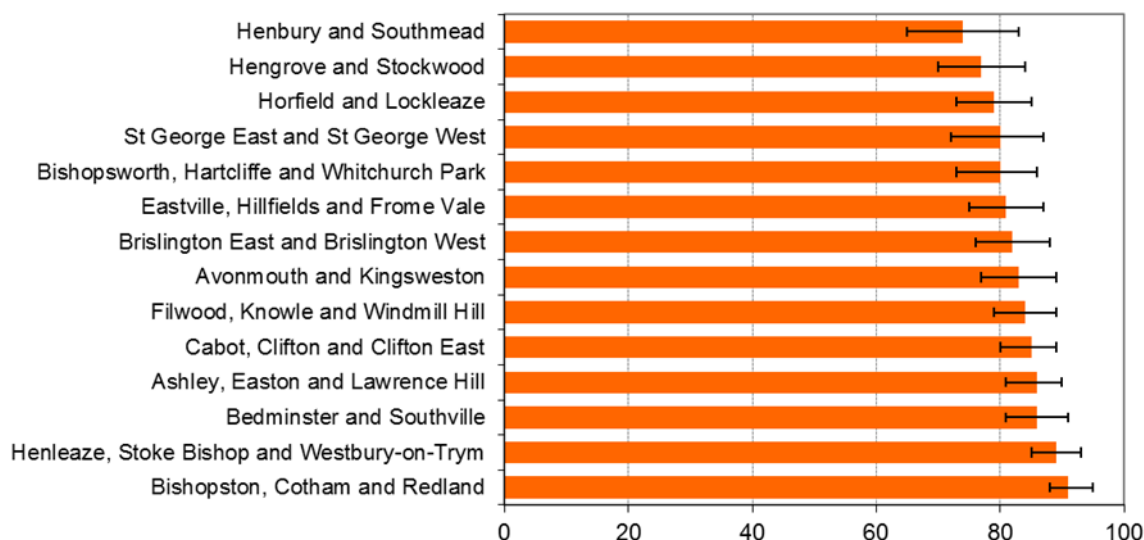 Henbury and Southmead
Hengrove and Stockwood
Horfield and Lockleaze
St George East and St George West
Bishopsworth, Hartcliffe and Whitchurch Park
Eastville, Hillfields and Frome Vale
Brislington East and Brislington West
Avonmouth and Kingsweston
Filwood, Knowle and Windmill Hill
Cabot, Clifton and Clifton East
Ashley, Easton and Lawrence Hill
Bedminster and Southville
Henleaze, Stoke Bishop and Westbury-on-Trym
Bishopston, Cotham and Redland
0 20 40 60 80 100